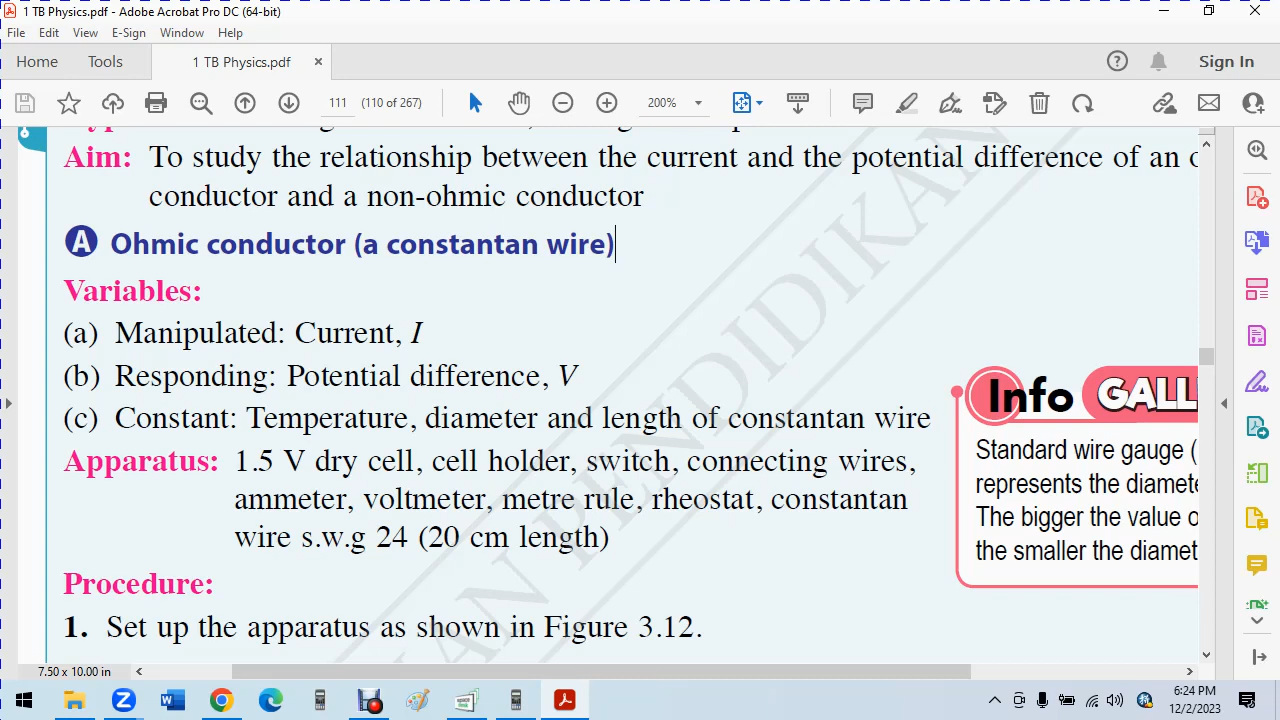 1 TB Physics.pdf - Adobe Acrobat Pro DC (64-bit)
File Edit View E-Sign Window Help
Home Tools 1 TB Physics.pdf × Sign In
111 (110 of 267) 200%
Aim: To study the relationship between the current and the potential difference of an o
conductor and a non-ohmic conductor
A Ohmic conductor (a constantan wire)
Variables:
(a) Manipulated: Current, I
(b) Responding: Potential difference, V
(c) Constant: Temperature, diameter and length of constantan wire
Apparatus: 1.5 V dry cell, cell holder, switch, connecting wires,
ammeter, voltmeter, metre rule, rheostat, constantan
wire s.w.g 24 (20 cm length)
Procedure:
1. Set up the apparatus as shown in Figure 3.12.
Info GALL
Standard wire gauge (
represents the diamete
The bigger the value o
the smaller the diamet
AN PENDIDIKAN
7.50 x 10.00 in
6:24 PM
12/2/2023